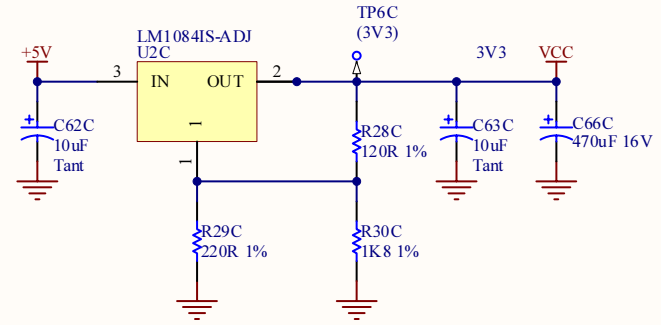 TP6C
(3V3)
LM1084IS-ADJ
U2C
+5V
3V3
VCC
3
IN
OUT
2
1
1
C62C
10uF
Tant
R28C
120R 1%
C63C
10uF
Tant
C66C
470uF 16V
R29C
220R 1%
R30C
1K8 1%